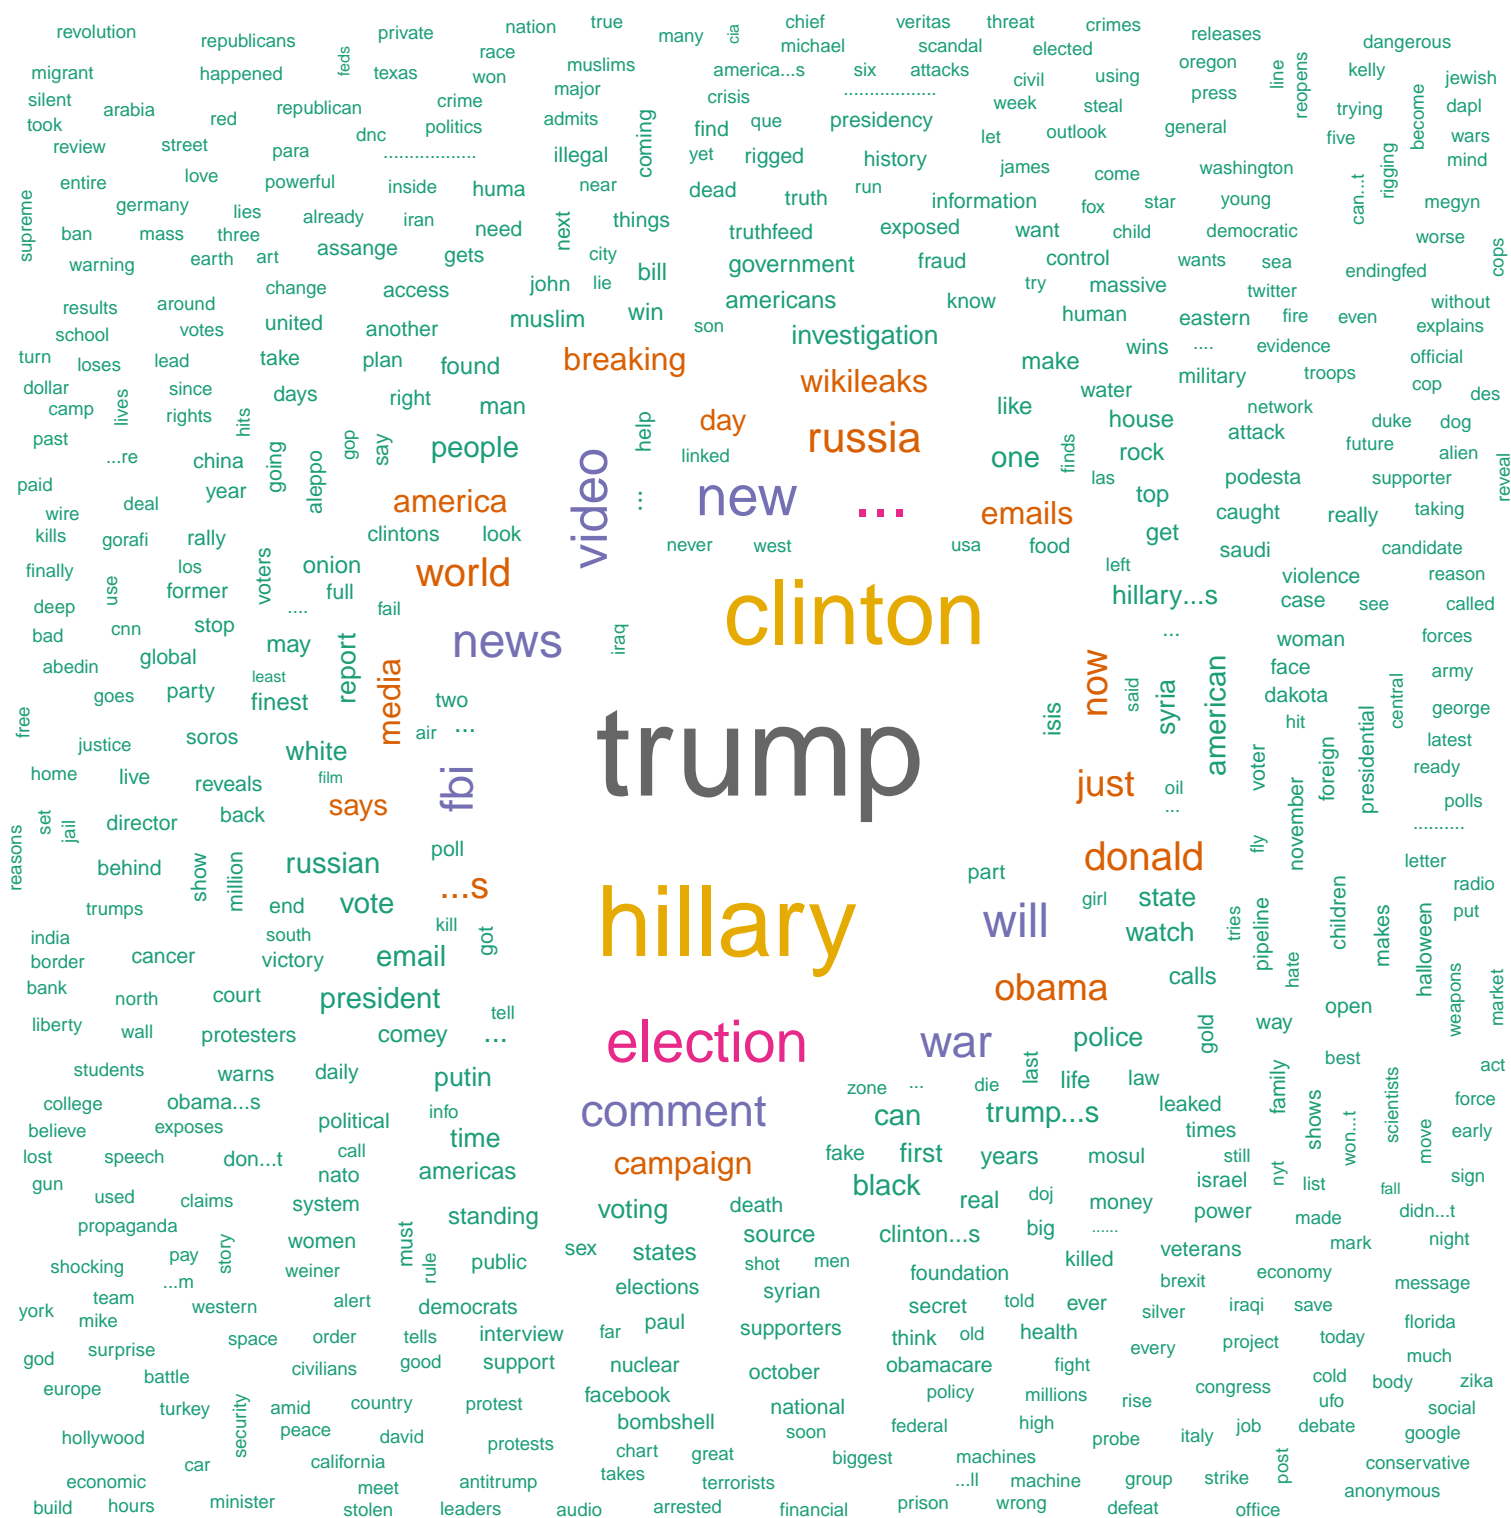 revolution
republicans
feds
private
nation
true
many
cia
chief
michael
veritas
scandal
threat
elected
crimes
releases
dangerous
migrant
happened
texas
race
won
muslims
major
america...s
six
attacks
civil
using
oregon
line
reopens
kelly
jewish
silent
arabia
red
republican
crime
politics
admits
crisis
..................
week
steal
press
trying
become
dapl
took
dnc
find
que
presidency
let
outlook
general
five
wars
review
street
para
..................
illegal
coming
yet
rigged
history
james
come
washington
can...t
rigging
mind
entire
love
powerful
inside
huma
near
dead
truth
run
information
fox
star
young
megyn
supreme
germany
lies
already
iran
need
next
things
truthfeed
exposed
want
child
democratic
worse
cops
ban
mass
three
assange
gets
city
government
fraud
control
wants
sea
endingfed
warning
earth
art
john
lie
bill
change
access
americans
know
try
massive
twitter
without
results
around
united
another
muslim
win
son
investigation
human
eastern
fire
even
explains
school
votes
turn
loses
lead
take
plan
found
breaking
wikileaks
make
wins
....
evidence
official
dollar
since
days
right
man
day
like
water
military
troops
cop
des
camp
lives
rights
hits
russia
house
network
duke
dog
past
gop
say
people
video
help
linked
one
finds
rock
attack
future
alien
...re
china
going
aleppo
reveal
paid
year
america
...
new
...
emails
las
top
podesta
supporter
wire
deal
caught
really
taking
kills
gorafi
rally
clintons
look
never
west
usa
food
get
saudi
candidate
finally
use
los
former
voters
onion
full
world
left
violence
reason
deep
....
fail
clinton
hillary...s
case
see
called
bad
cnn
stop
may
report
news
iraq
...
woman
forces
abedin
global
least
media
now
said
syria
american
face
army
goes
party
finest
two
isis
dakota
central
george
free
justice
soros
white
air
...
trump
hit
presidential
latest
home
live
reveals
film
fbi
just
oil
...
voter
foreign
ready
reasons
set
jail
director
back
says
november
polls
..........
behind
show
million
russian
poll
donald
fly
letter
trumps
end
vote
...s
hillary
part
girl
state
children
radio
put
india
south
kill
got
will
watch
tries
pipeline
makes
halloween
border
cancer
victory
email
hate
bank
north
court
president
obama
calls
open
weapons
market
liberty
wall
protesters
comey
...
tell
election
war
police
gold
way
students
warns
daily
putin
zone
...
die
last
life
law
family
best
act
college
obama...s
info
comment
can
trump...s
leaked
shows
scientists
force
believe
exposes
political
time
times
won...t
move
early
lost
speech
don...t
call
nato
americas
campaign
fake
first
years
mosul
still
nyt
gun
used
claims
system
black
real
doj
money
israel
list
fall
sign
propaganda
standing
voting
death
......
power
made
didn...t
shocking
pay
story
women
must
rule
public
sex
states
source
clinton...s
big
veterans
mark
night
...m
weiner
shot
men
foundation
killed
brexit
economy
message
york
team
mike
western
alert
democrats
elections
syrian
secret
told
ever
silver
iraqi
save
florida
space
order
tells
interview
far
paul
supporters
think
old
health
every
project
today
god
surprise
battle
civilians
good
support
nuclear
october
obamacare
fight
much
europe
facebook
policy
millions
rise
congress
cold
body
zika
turkey
security
amid
country
protest
bombshell
national
ufo
social
hollywood
peace
david
protests
soon
federal
high
probe
italy
job
debate
google
car
california
chart
great
biggest
machines
post
conservative
economic
meet
antitrump
takes
terrorists
...ll
machine
group
strike
anonymous
build
hours
minister
stolen
leaders
audio
arrested
financial
prison
wrong
defeat
office